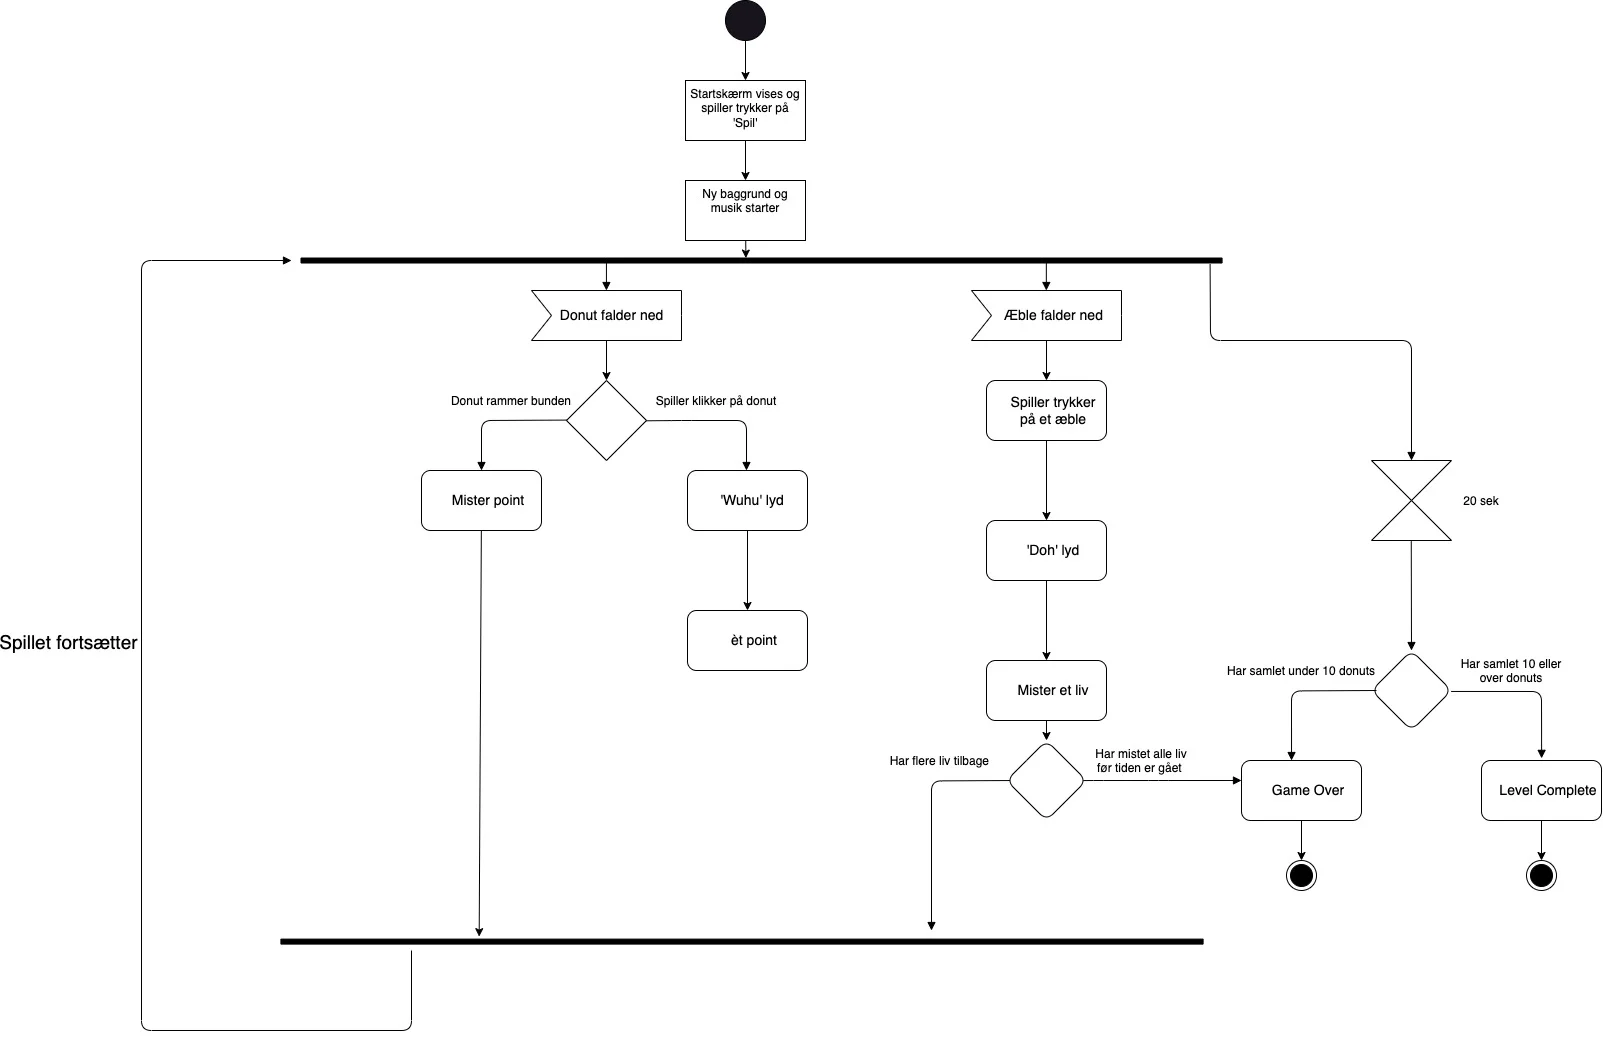 Startskærm vises og
spiller trykker på
'Spil'
Ny baggrund og
musik starter
Donut falder ned
Æble falder ned
Donut rammer bunden
Spiller klikker på donut
Spiller trykker
på et æble
Mister point
'Wuhu' lyd
20 sek
'Doh' lyd
èt point
Spillet fortsætter
Mister et liv
Har samlet under 10 donuts
Har samlet 10 eller
over donuts
Har flere liv tilbage
Har mistet alle liv
før tiden er gået
Game Over
Level Complete